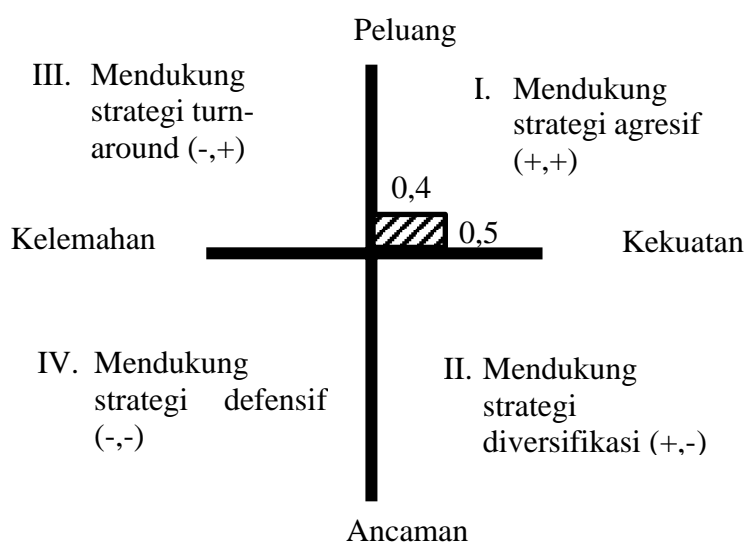 Peluang
III. Mendukung
strategi turn-
around (-,+)
I. Mendukung
strategi agresif
(+,+)
0,4
0,5
Kelemahan
Kekuatan
IV. Mendukung
strategi defensif
(-,-)
II. Mendukung
strategi
diversifikasi (+,-)
Ancaman